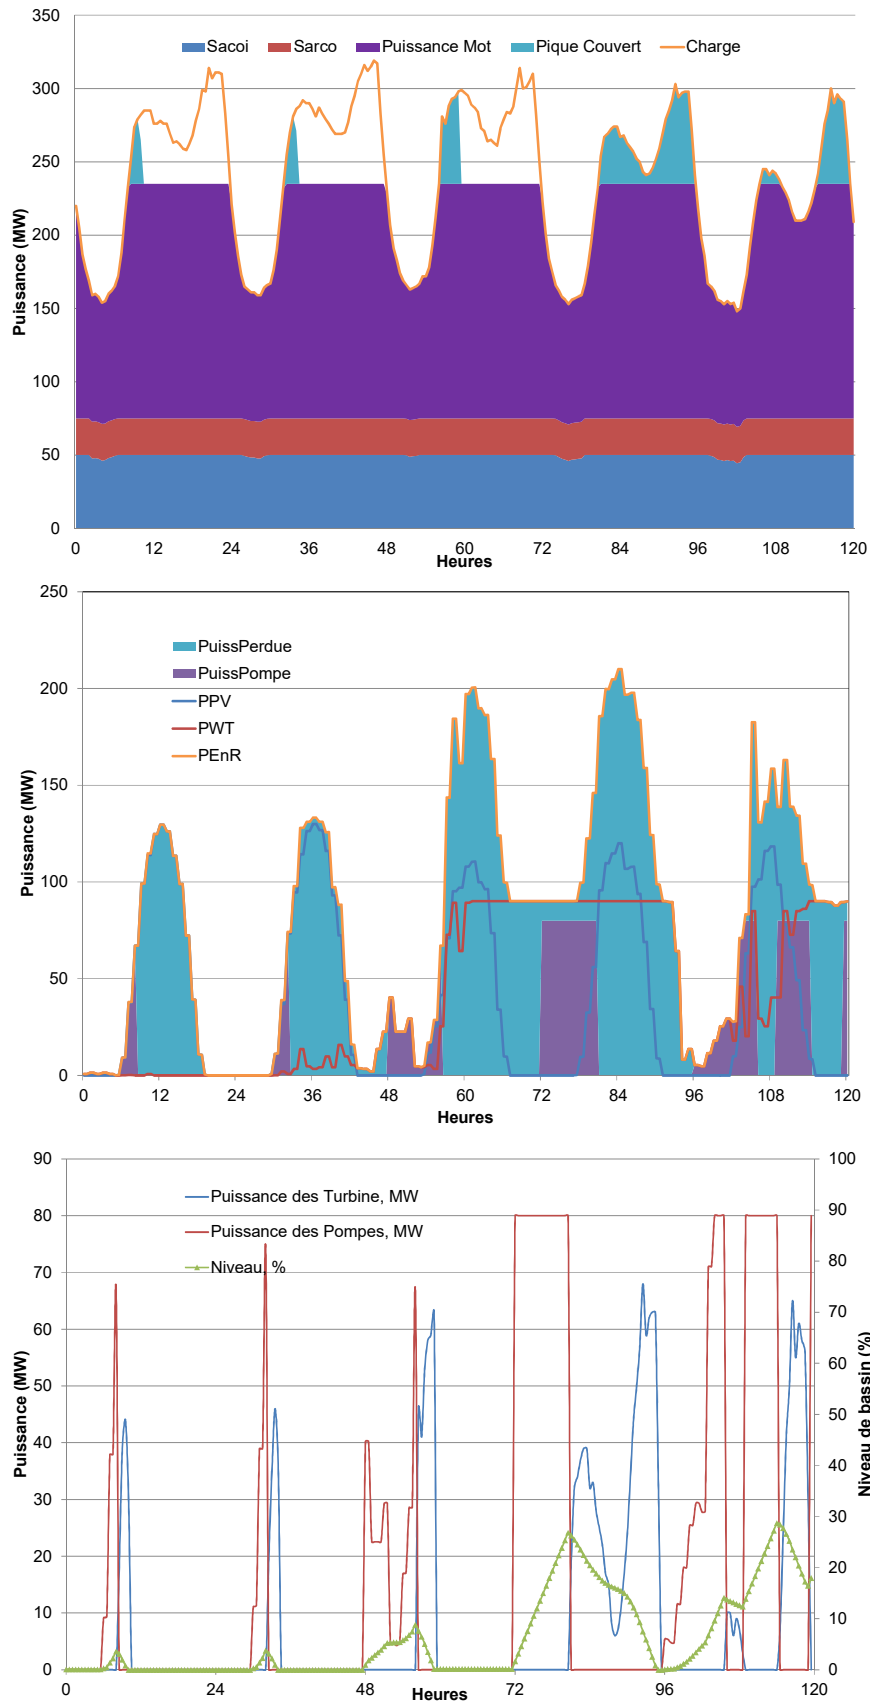 350
300
250
200
150
100
50
0
Puissance (MW)
Sacoi Sarco Puissance Mot Pique Couvert Charge
0 12 24 36 48 60 72 84 96 108 120
Heures
250
200
150
100
50
0
Puissance (MW)
PuissPerdue
PuissPompe
PPV
PWT
PEnR
0 12 24 36 48 60 72 84 96 108 120
Heures
90
80
70
60
50
40
30
20
10
0
Puissance (MW)
Puissance des Turbine, MW
Puissance des Pompes, MW
Niveau, %
100
90
80
70
60
50
40
30
20
10
0
Niveau de bassin (%)
0 24 48 72 96 120
Heures